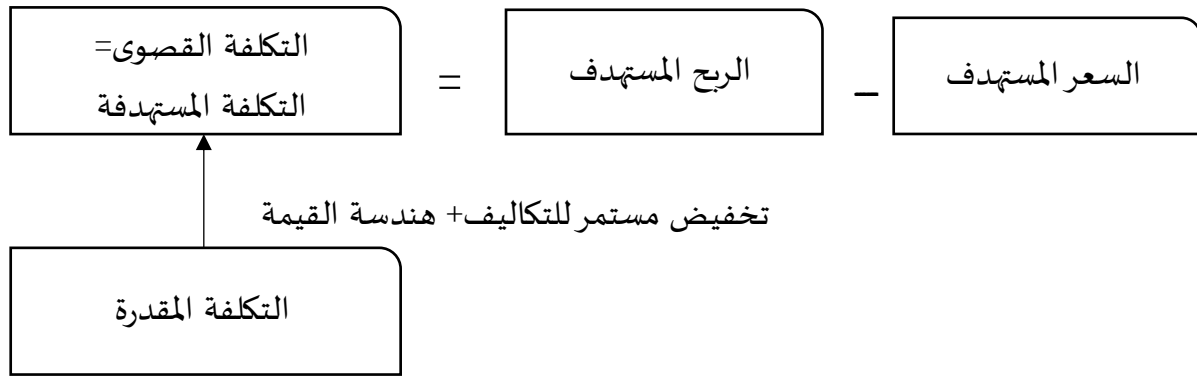 السعر المستهدف
–
الربح المستهدف
=
التكلفة القصوى=
التكلفة المستهدفة
تخفيض مستمر للتكاليف+ هندسة القيمة
التكلفة المقدرة